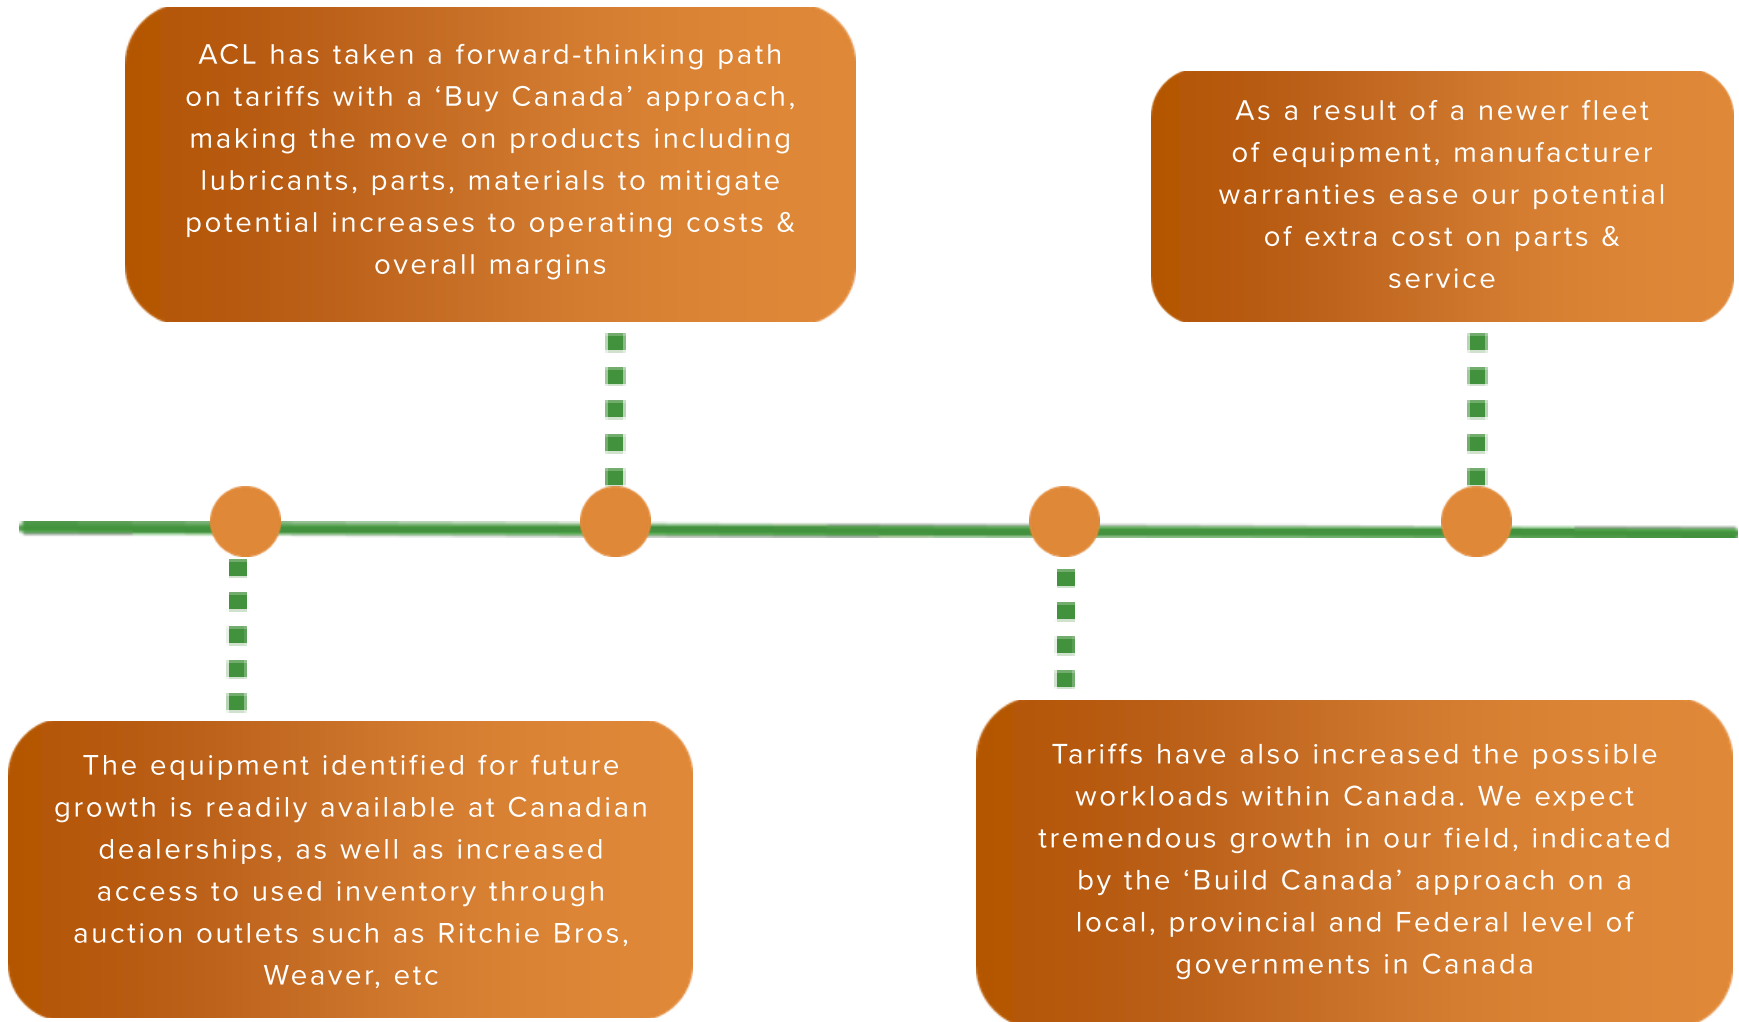 ACL has taken a forward-thinking path
on tariffs with a ‘Buy Canada’ approach,
making the move on products including
lubricants, parts, materials to mitigate
potential increases to operating costs &
overall margins
As a result of a newer fleet
of equipment, manufacturer
warranties ease our potential
of extra cost on parts &
service
The equipment identified for future
growth is readily available at Canadian
dealerships, as well as increased
access to used inventory through
auction outlets such as Ritchie Bros,
Weaver, etc
Tariffs have also increased the possible
workloads within Canada. We expect
tremendous growth in our field, indicated
by the ‘Build Canada’ approach on a
local, provincial and Federal level of
governments in Canada